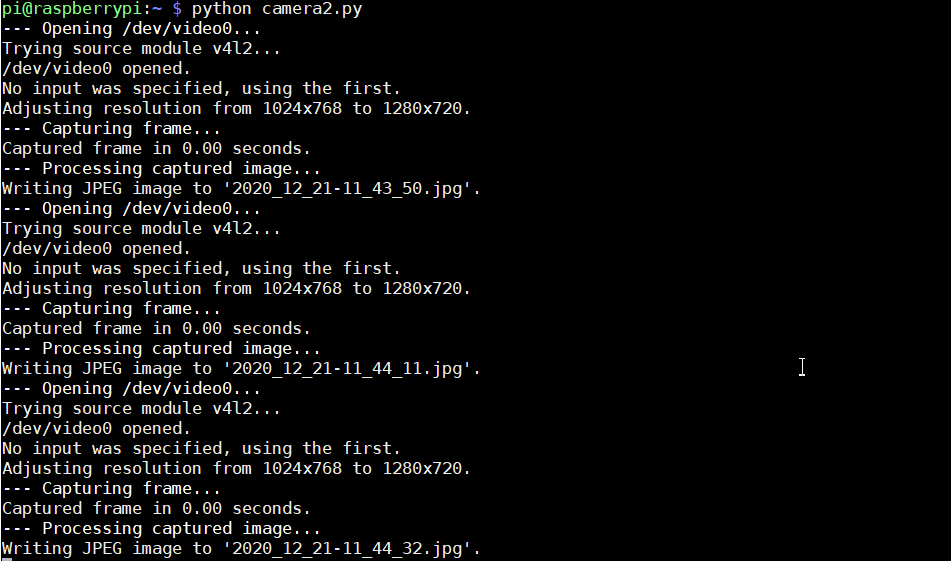 pi@raspberrypi:~ $ python camera2.py
--- Opening /dev/video0...
Trying source module v4l2...
/dev/video0 opened.
No input was specified, using the first.
Adjusting resolution from 1024x768 to 1280x720.
--- Capturing frame...
Captured frame in 0.00 seconds.
--- Processing captured image...
Writing JPEG image to '2020_12_21-11_43_50.jpg'.
--- Opening /dev/video0...
Trying source module v4l2...
/dev/video0 opened.
No input was specified, using the first.
Adjusting resolution from 1024x768 to 1280x720.
--- Capturing frame...
Captured frame in 0.00 seconds.
--- Processing captured image...
Writing JPEG image to '2020_12_21-11_44_11.jpg'.
--- Opening /dev/video0...
Trying source module v4l2...
/dev/video0 opened.
No input was specified, using the first.
Adjusting resolution from 1024x768 to 1280x720.
--- Capturing frame...
Captured frame in 0.00 seconds.
--- Processing captured image...
Writing JPEG image to '2020_12_21-11_44_32.jpg'.